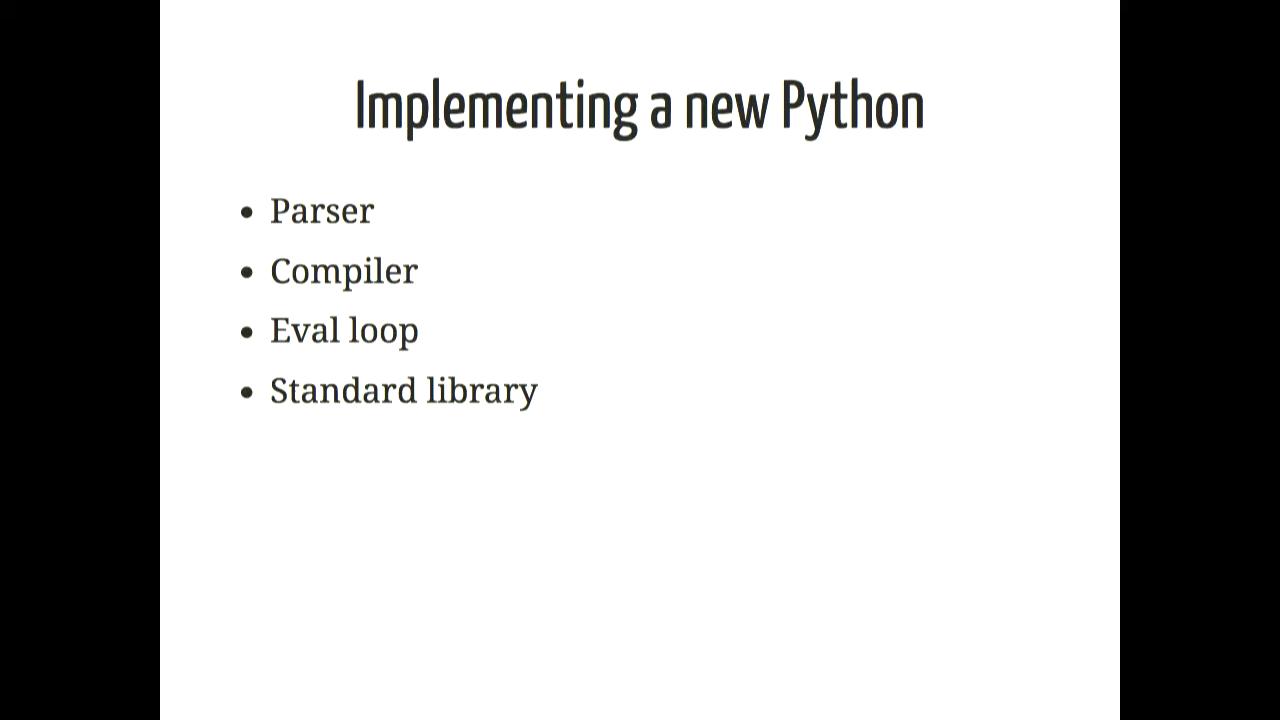 Implementing a new Python
• Parser
• Compiler
• Eval loop
• Standard library